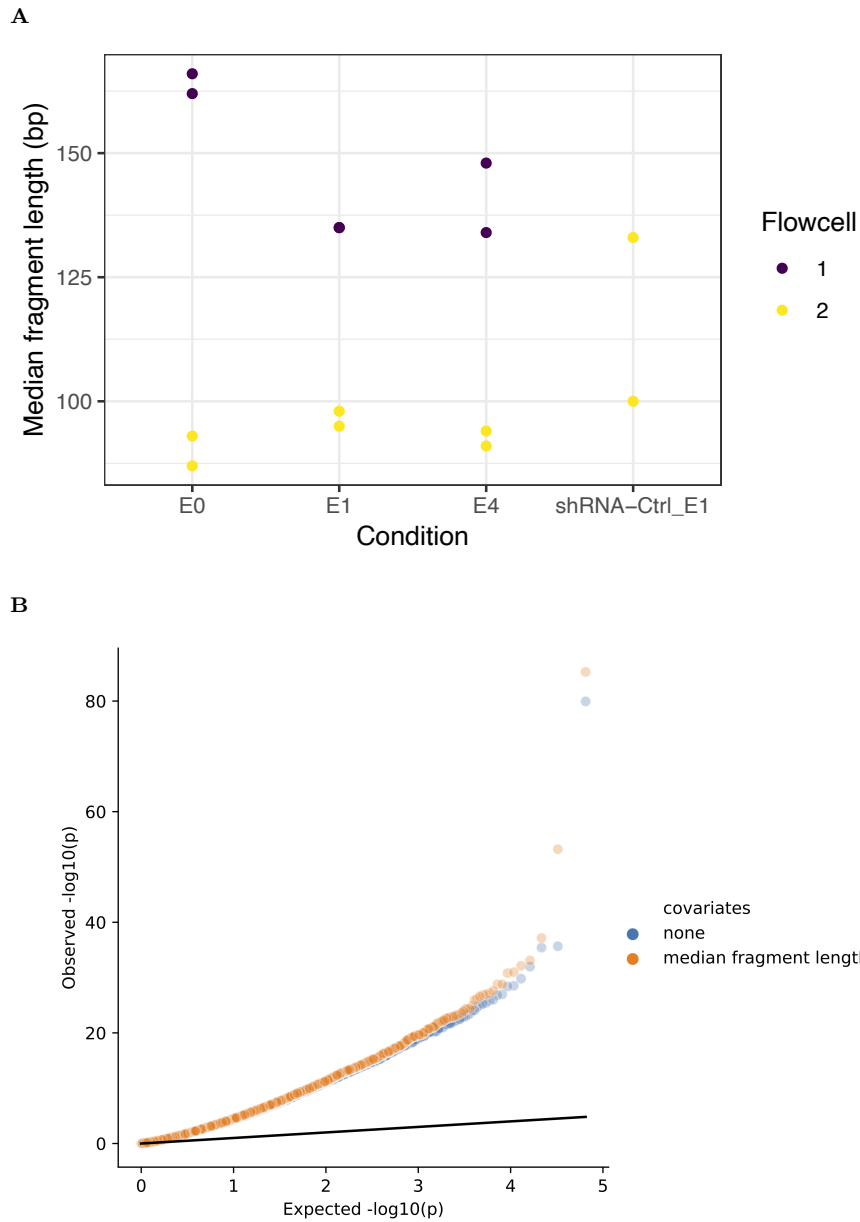 A
Median fragment length (bp)
150
125
100
E0 E1 E4 shRNA−Ctrl_E1
Condition
Flowcell
1
2
B
Observed -log10(p)
80
60
40
20
0
0 1 2 3 4 5
Expected -log10(p)
covariates
none
median fragment length